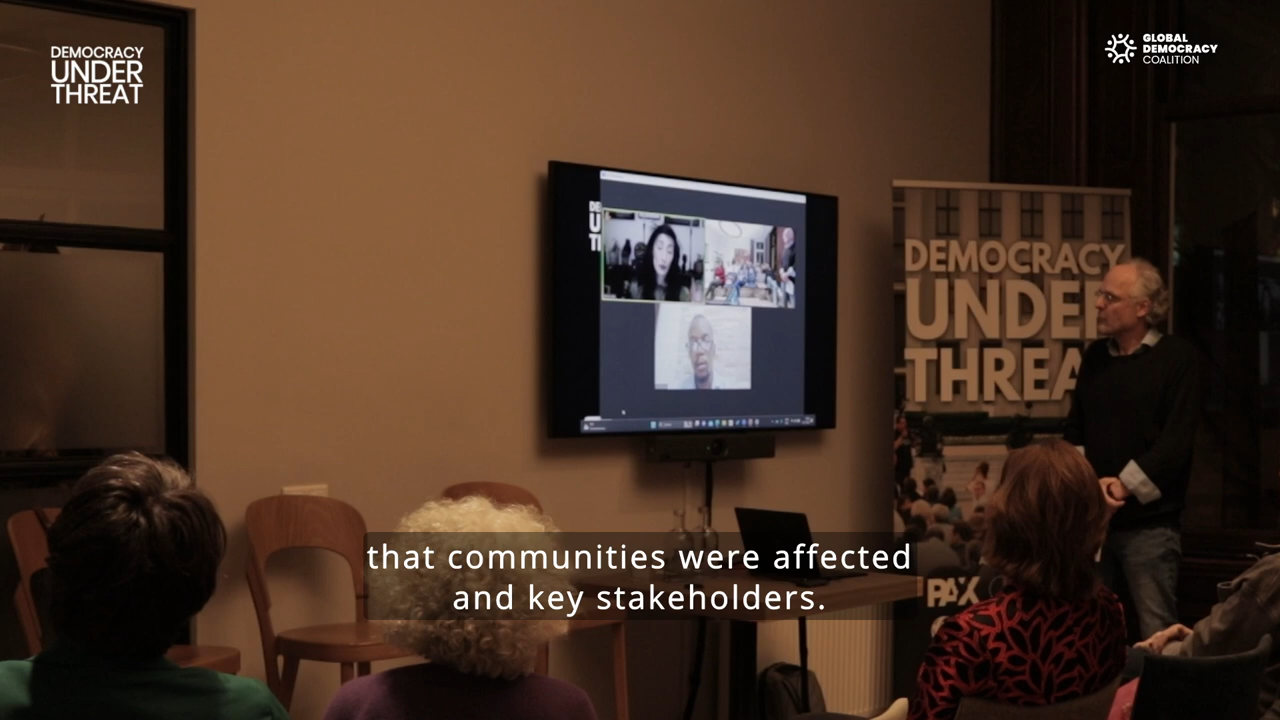 DEMOCRACY
UNDER
THREAT
GLOBAL
DEMOCRACY
COALITION
DEMOCRACY
UNDER
THREA
PAX
that communities were affected
and key stakeholders.